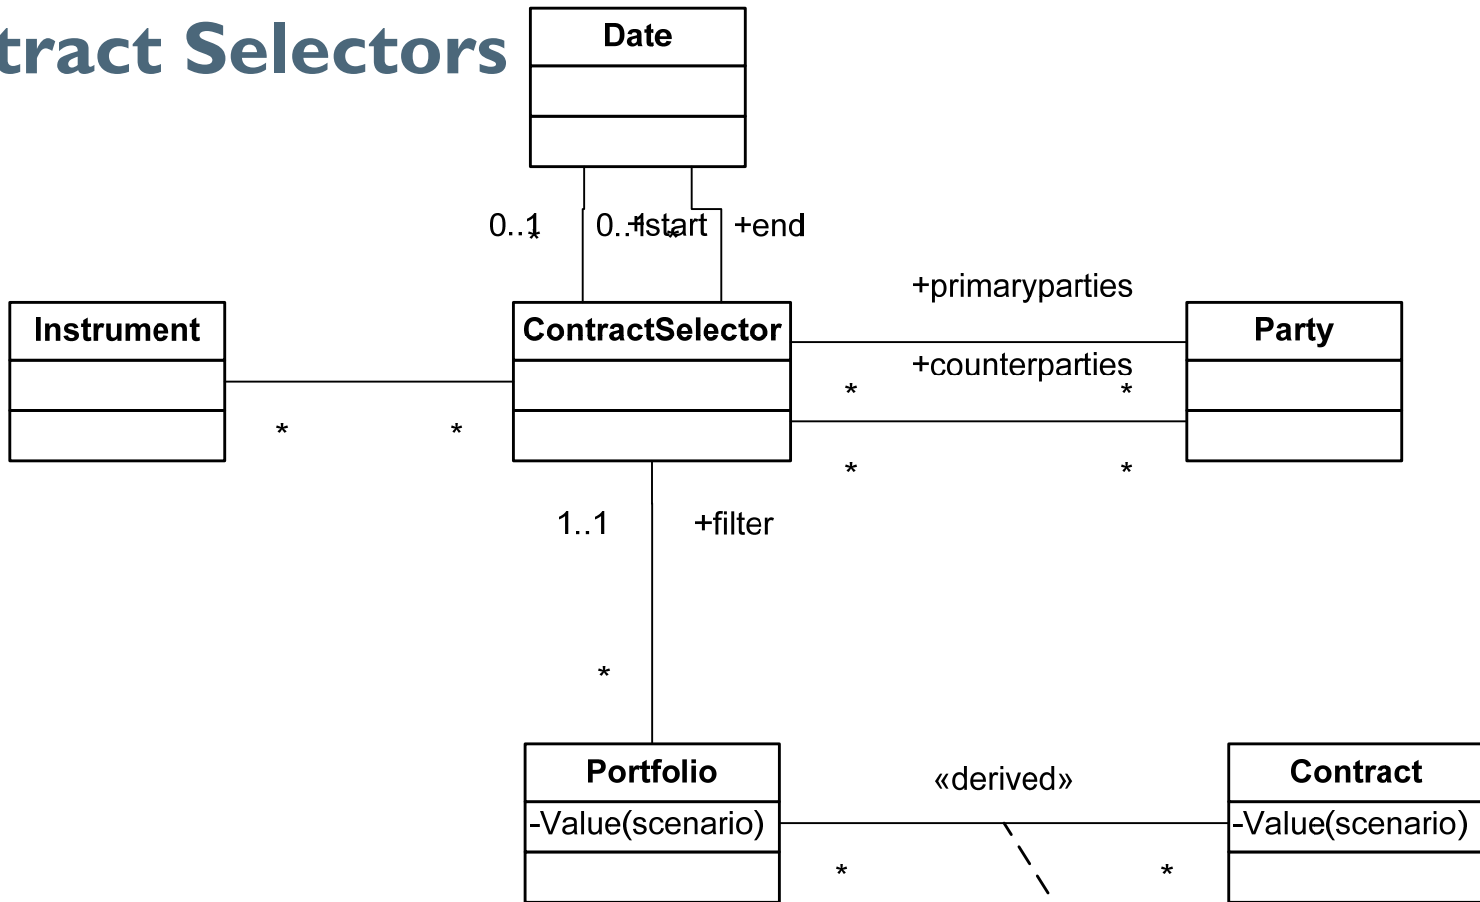 tract Selectors
Date
0..1
*
0..1
+start
*
+end
+primaryparties
Instrument
ContractSelector
Party
+counterparties
*
*
*
*
*
*
1..1
+filter
*
Portfolio
«derived»
Contract
-Value(scenario)
-Value(scenario)
*
*